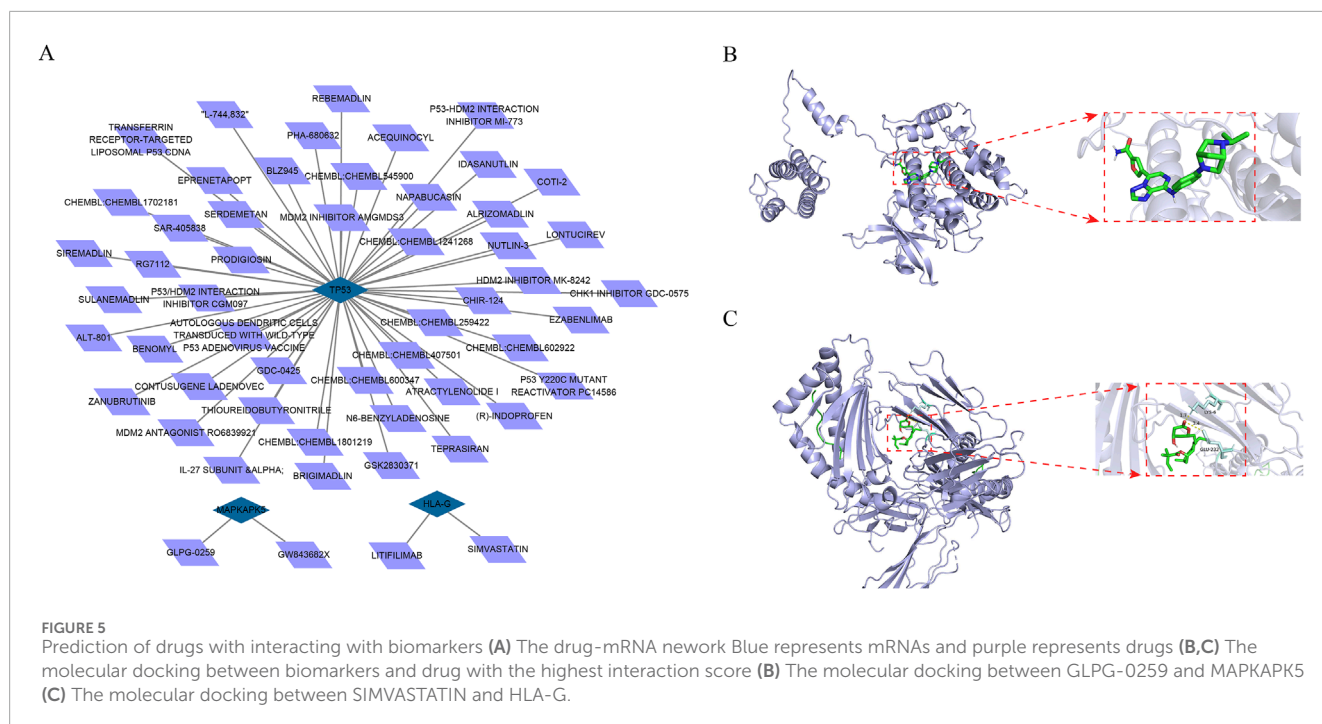 A
"L-744,832"
REBEMADLIN
P53-HDM2 INTERACTION
INHIBITOR MI-773
TRANSFERRIN
RECEPTOR-TARGETED
LIPOSOMAL P53 CDNA
PHA-680632
ACEQUINOCYL
BLZ945
IDASANUTLIN
CHEMBL:CHEMBL545900
EPRENETAPOPT
COTI-2
NAPABUCASIN
CHEMBL:CHEMBL1702181
SERDEMETAN
MDM2 INHIBITOR AMGMDS3
ALRIZOMADLIN
SAR-405838
LONTUCIREV
CHEMBL:CHEMBL1241268
NUTLIN-3
SIREMADLIN
RG7112
PRODIGIOSIN
HDM2 INHIBITOR MK-8242
TP53
P53/HDM2 INTERACTION
INHIBITOR CGM097
CHK1 INHIBITOR GDC-0575
SULANEMADLIN
CHIR-124
EZABENLIMAB
AUTOLOGOUS DENDRITIC CELLS
TRANSDUCED WITH WILD-TYPE
P53 ADENOVIRUS VACCINE
CHEMBL:CHEMBL259422
ALT-801
BENOMYL
CHEMBL:CHEMBL602922
CHEMBL:CHEMBL407501
GDC-0425
CHEMBL:CHEMBL600347
P53 Y220C MUTANT
REACTIVATOR PC14586
CONTUSUGENE LADENOVEC
ATRACTYLENOLIDE I
ZANUBRUTINIB
THIOUREIDOBUTYRONITRILE
N6-BENZYLADENOSINE
(R)-INDOPROFEN
MDM2 ANTAGONIST RO6839921
CHEMBL:CHEMBL1801219
TEPRASIRAN
IL-27 SUBUNIT &ALPHA;
GSK2830371
BRIGIMADLIN
MAPKAPK5
HLA-G
GLPG-0259
GW843682X
LITIFILIMAB
SIMVASTATIN
B
C
LYS-6
GLU-222
FIGURE 5
Prediction of drugs with interacting with biomarkers (A) The drug-mRNA nework Blue represents mRNAs and purple represents drugs (B,C) The
molecular docking between biomarkers and drug with the highest interaction score (B) The molecular docking between GLPG-0259 and MAPKAPK5
(C) The molecular docking between SIMVASTATIN and HLA-G.